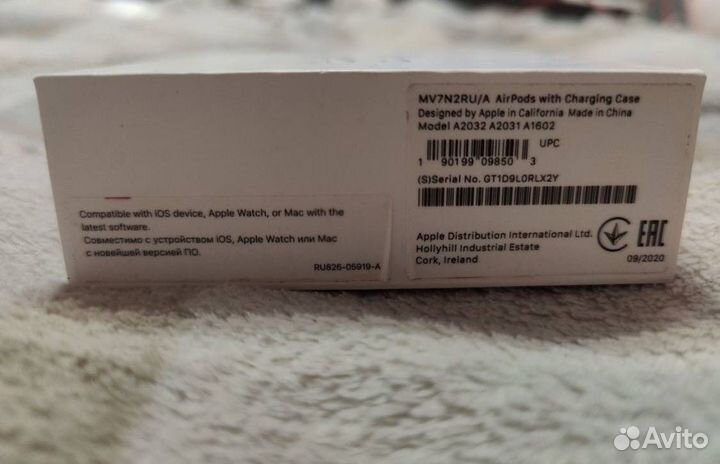 MV7N2RU/A AirPods with Charging Case
Designed by Apple in California Made in China
Model A2032 A2031 A1602
UPC
1 90199 09850 3
(S)Serial No. GT1D9L0RLX2Y
Apple Distribution International Ltd.
Hollyhill Industrial Estate
Cork, Ireland
EAC
09/2020
Compatible with iOS device, Apple Watch, or Mac with the
latest software.
Совместимо с устройством iOS, Apple Watch или Mac
с новейшей версией ПО.
RU826-05919-A
Avito